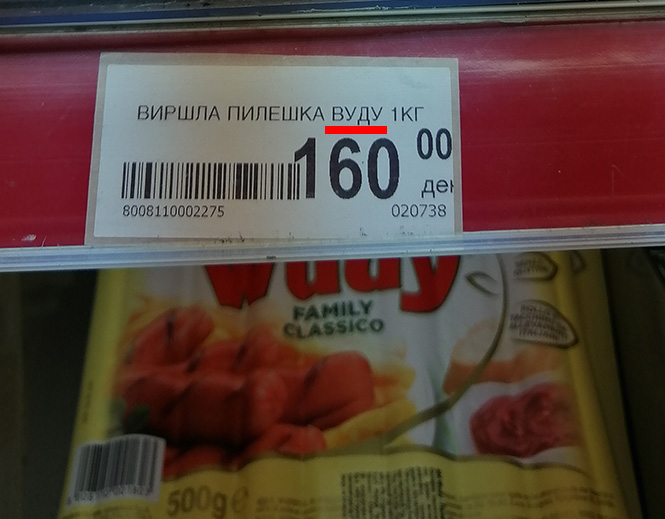 ВИРШЛА ПИЛЕШКА ВУДУ 1КГ
160 00
ден
8008110002275
020738
wudy
FAMILY
CLASSICO
500g e